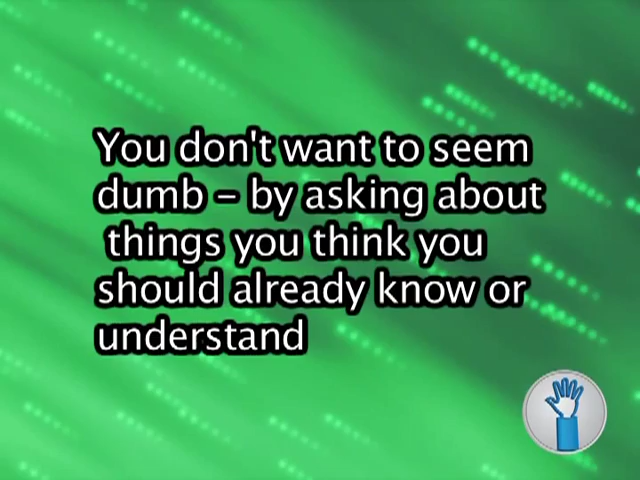 You don't want to seem
dumb – by asking about
things you think you
should already know or
understand